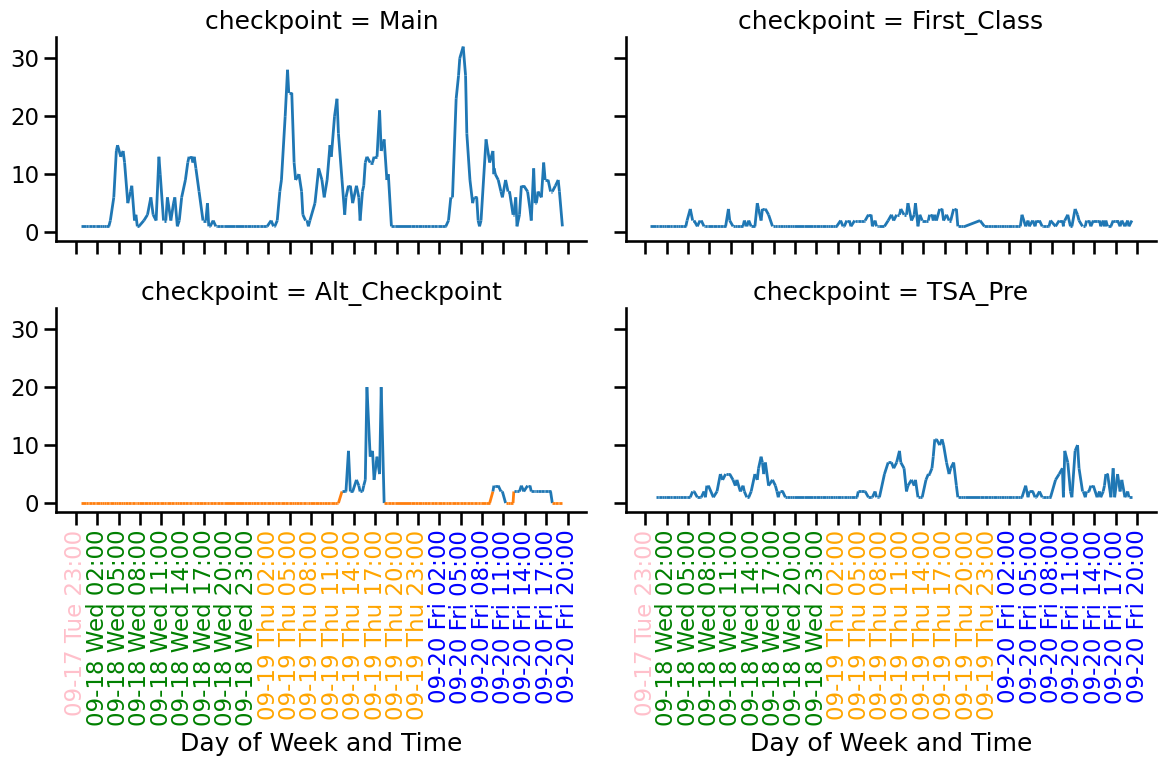 checkpoint = Main
checkpoint = First_Class
30
20
10
0
checkpoint = Alt_Checkpoint
checkpoint = TSA_Pre
30
20
10
0
09-17 Tue 23:00
09-18 Wed 02:00
09-18 Wed 05:00
09-18 Wed 08:00
09-18 Wed 11:00
09-18 Wed 14:00
09-18 Wed 17:00
09-18 Wed 20:00
09-18 Wed 23:00
09-19 Thu 02:00
09-19 Thu 05:00
09-19 Thu 08:00
09-19 Thu 11:00
09-19 Thu 14:00
09-19 Thu 17:00
09-19 Thu 20:00
09-19 Thu 23:00
09-20 Fri 02:00
09-20 Fri 05:00
09-20 Fri 08:00
09-20 Fri 11:00
09-20 Fri 14:00
09-20 Fri 17:00
09-20 Fri 20:00
09-17 Tue 23:00
09-18 Wed 02:00
09-18 Wed 05:00
09-18 Wed 08:00
09-18 Wed 11:00
09-18 Wed 14:00
09-18 Wed 17:00
09-18 Wed 20:00
09-18 Wed 23:00
09-19 Thu 02:00
09-19 Thu 05:00
09-19 Thu 08:00
09-19 Thu 11:00
09-19 Thu 14:00
09-19 Thu 17:00
09-19 Thu 20:00
09-19 Thu 23:00
09-20 Fri 02:00
09-20 Fri 05:00
09-20 Fri 08:00
09-20 Fri 11:00
09-20 Fri 14:00
09-20 Fri 17:00
09-20 Fri 20:00
Day of Week and Time
Day of Week and Time